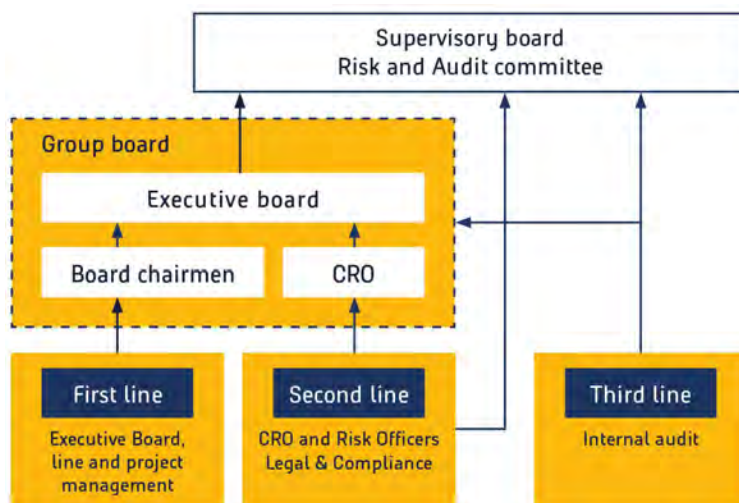 Supervisory board
Risk and Audit committee
Group board
Executive board
Board chairmen
CRO
First line
Executive Board,
line and project
management
Second line
CRO and Risk Officers
Legal & Compliance
Third line
Internal audit